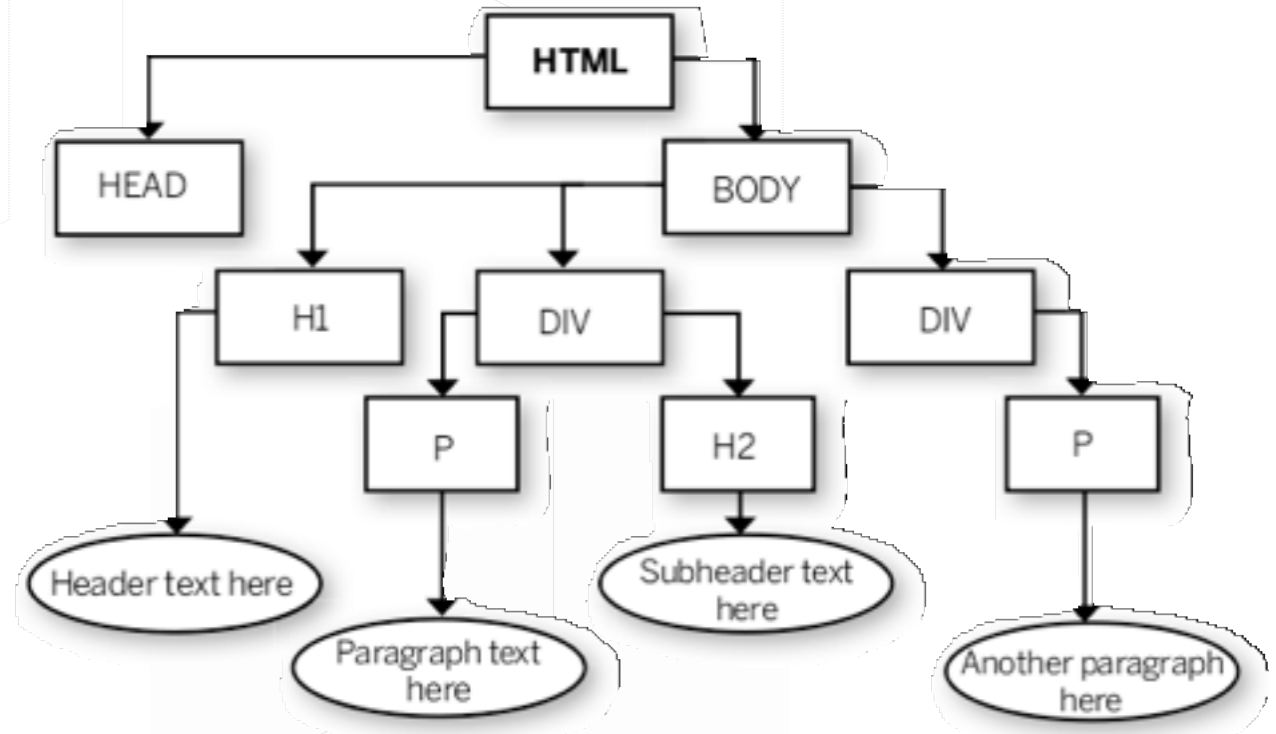 HTML
HEAD
BODY
H1
DIV
DIV
P
H2
P
Header text here
Subheader text
here
Paragraph text
here
Another paragraph
here